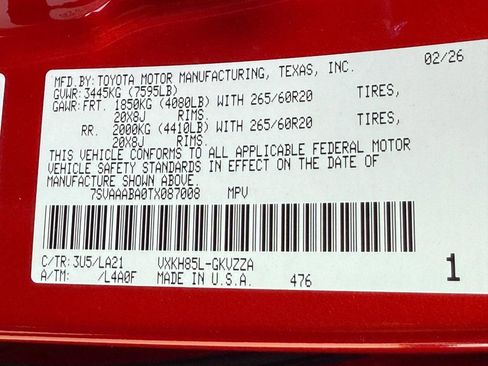 MFD.BY:TOYOTA MOTOR MANUFACTURING, TEXAS, INC. 02/26
GVWR: 3445KG (7595LB)
GAWR: FRT. 1850KG (4080LB) WITH 265/60R20 TIRES,
20X8J RIMS.
RR. 2000KG (4410LB) WITH 265/60R20 TIRES,
20X8J RIMS.
THIS VEHICLE CONFORMS TO ALL APPLICABLE FEDERAL MOTOR
VEHICLE SAFETY STANDARDS IN EFFECT ON THE DATE OF
MANUFACTURE SHOWN ABOVE.
7SVAAABA0TX087008 MPV
C/TR: 3U5/LA21 VXKH85L-GKVZZA
A/TM: /L4A0F MADE IN U.S.A. 476 1